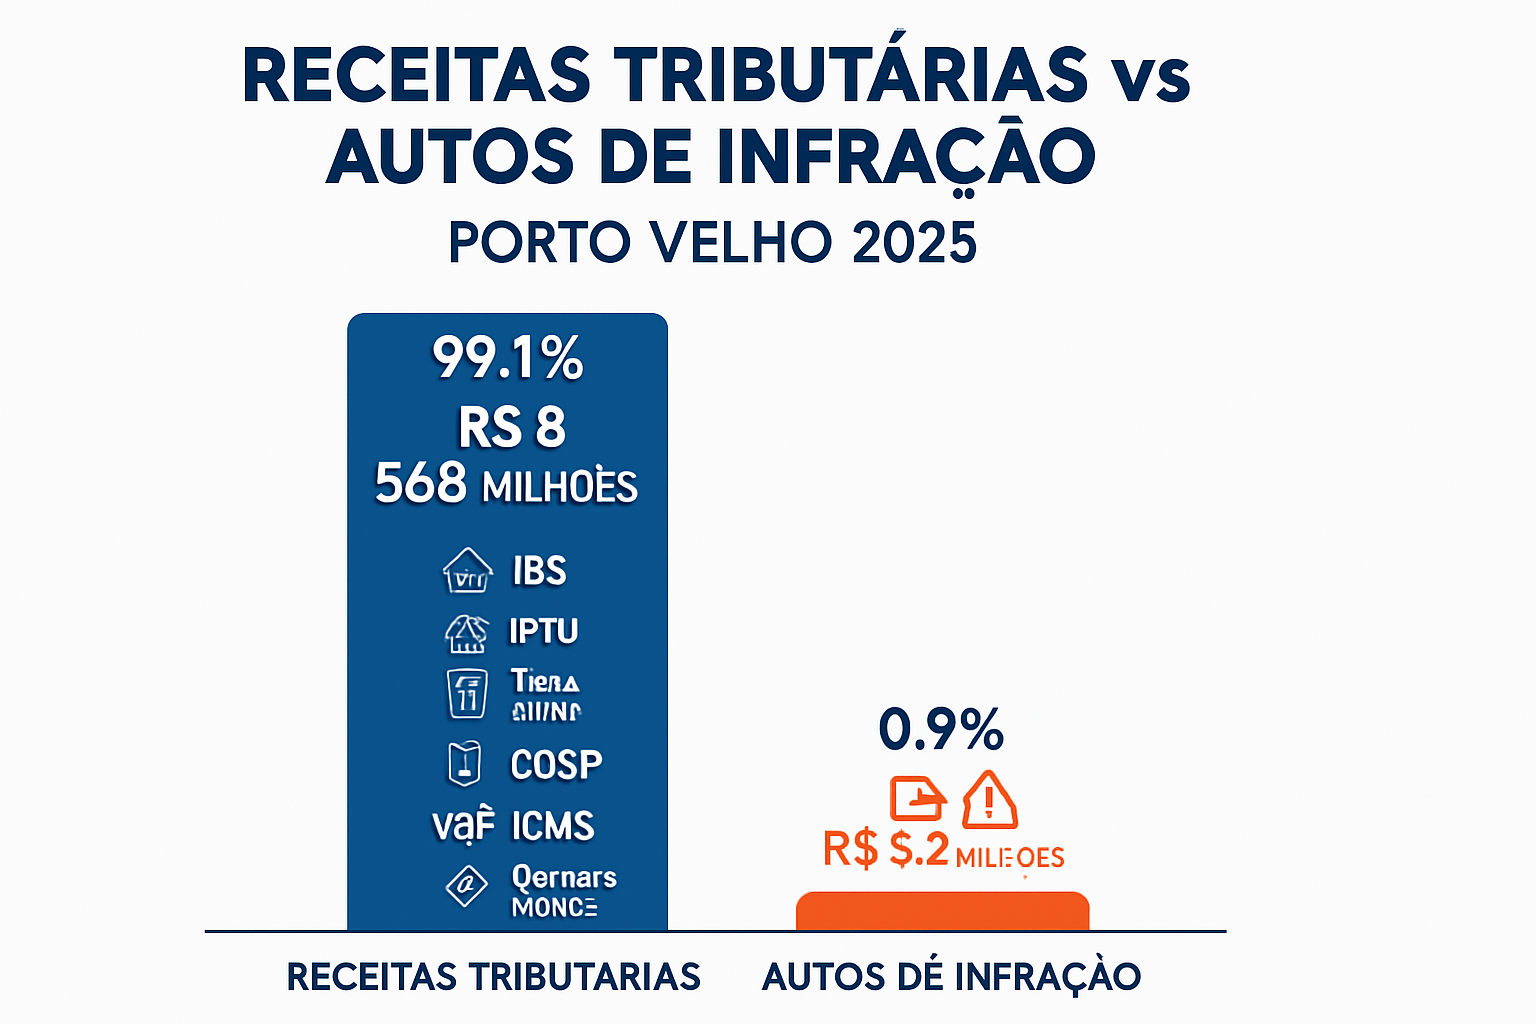 RECEITAS TRIBUTÁRIAS vs
AUTOS DE INFRAÇÃO
PORTO VELHO 2025
99.1%
RS 8
568 MILHOÈS
IBS
IPTU
COSP
ICMS
Qernars
0.9%
R$ $.2
RECEITAS TRIBUTARIAS
AUTOS DÉ INFRAÇÀO